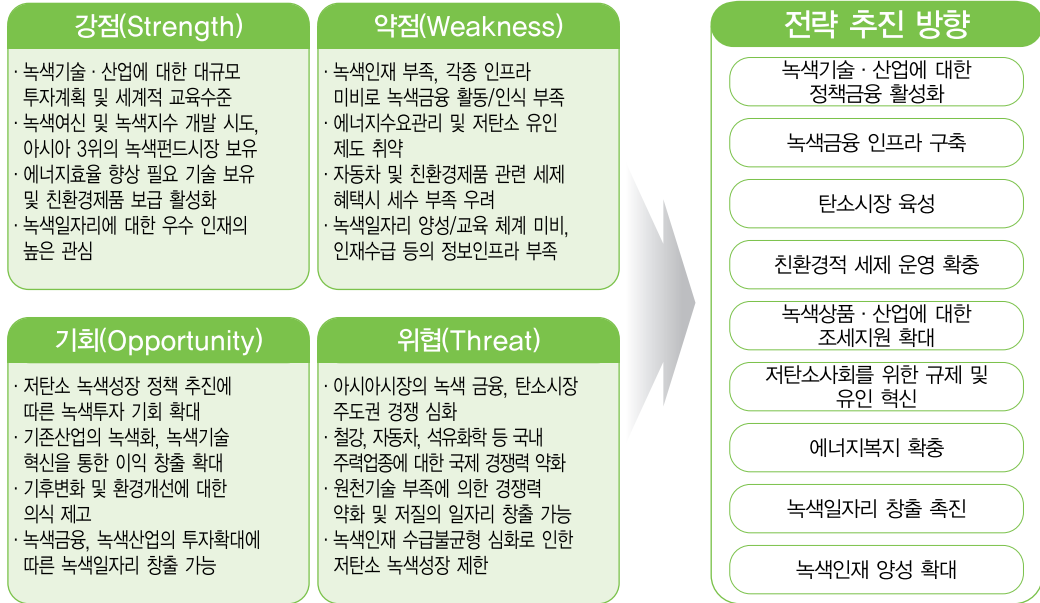 강점(Strength)
· 녹색기술 · 산업에 대한 대규모
투자계획 및 세계적 교육수준
· 녹색여신 및 녹색지수 개발 시도,
아시아 3위의 녹색펀드시장 보유
· 에너지효율 향상 필요 기술 보유
및 친환경제품 보급 활성화
· 녹색일자리에 대한 우수 인재의
높은 관심
약점(Weakness)
· 녹색인재 부족, 각종 인프라
미비로 녹색금융 활동/인식 부족
· 에너지수요관리 및 저탄소 유인
제도 취약
· 자동차 및 친환경제품 관련 세제
혜택시 세수 부족 우려
· 녹색일자리 양성/교육 체계 미비,
인재수급 등의 정보인프라 부족
기회(Opportunity)
· 저탄소 녹색성장 정책 추진에
따른 녹색투자 기회 확대
· 기존산업의 녹색화, 녹색기술
혁신을 통한 이익 창출 확대
· 기후변화 및 환경개선에 대한
의식 제고
· 녹색금융, 녹색산업의 투자확대에
따른 녹색일자리 창출 가능
위협(Threat)
· 아시아시장의 녹색 금융, 탄소시장
주도권 경쟁 심화
· 철강, 자동차, 석유화학 등 국내
주력업종에 대한 국제 경쟁력 약화
· 원천기술 부족에 의한 경쟁력
약화 및 저질의 일자리 창출 가능
· 녹색인재 수급불균형 심화로 인한
저탄소 녹색성장 제한
전략 추진 방향
녹색기술 · 산업에 대한
정책금융 활성화
녹색금융 인프라 구축
탄소시장 육성
친환경적 세제 운영 확충
녹색상품 · 산업에 대한
조세지원 확대
저탄소사회를 위한 규제 및
유인 혁신
에너지복지 확충
녹색일자리 창출 촉진
녹색인재 양성 확대